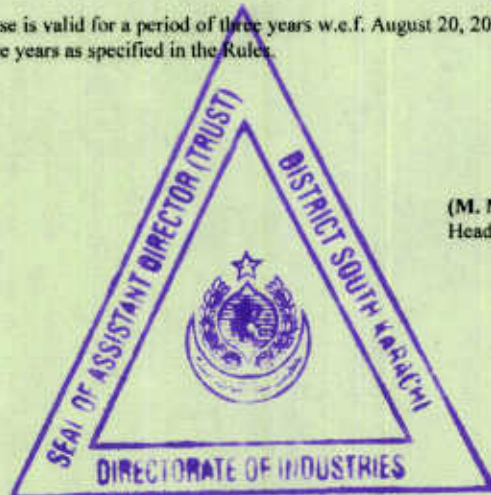 se is valid for a period of three years w.e.f. August 20, 20
e years as specified in the Rules.
(M.
Head
SEAL OF ASSISTANT DIRECTOR (TRUST)
DISTRICT SOUTH KARACHI
DIRECTORATE OF INDUSTRIES